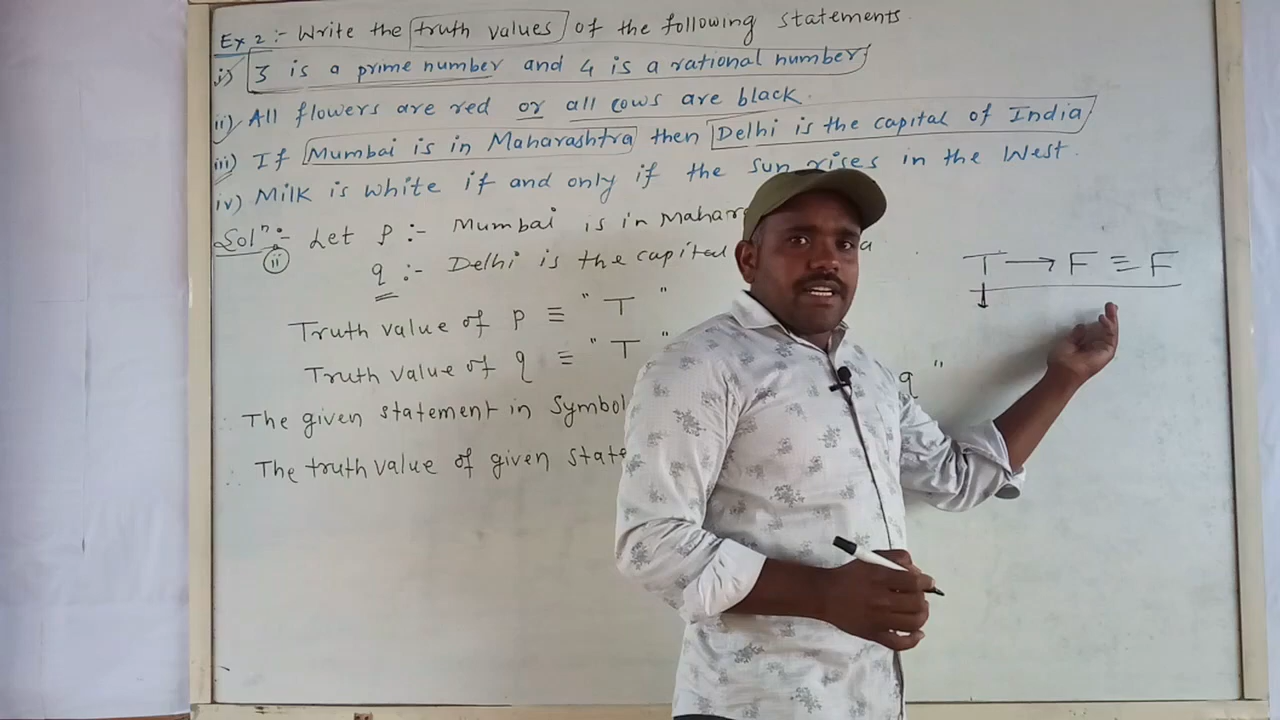 Ex 2 :- Write the truth values of the following statements.
i) 3 is a prime number and 4 is a rational number
ii) All flowers are red or all cows are black.
iii) If Mumbai is in Maharashtra then Delhi is the capital of India
iv) Milk is white if and only if the sun rises in the West.
Solⁿ :- Let p :- Mumbai is in Mahar
ii q :- Delhi is the capital a
T → F ≡ F
Truth value of p ≡ " T "
Truth value of q ≡ " T "
∴ The given statement in Symbol q "
∴ The truth value of given state